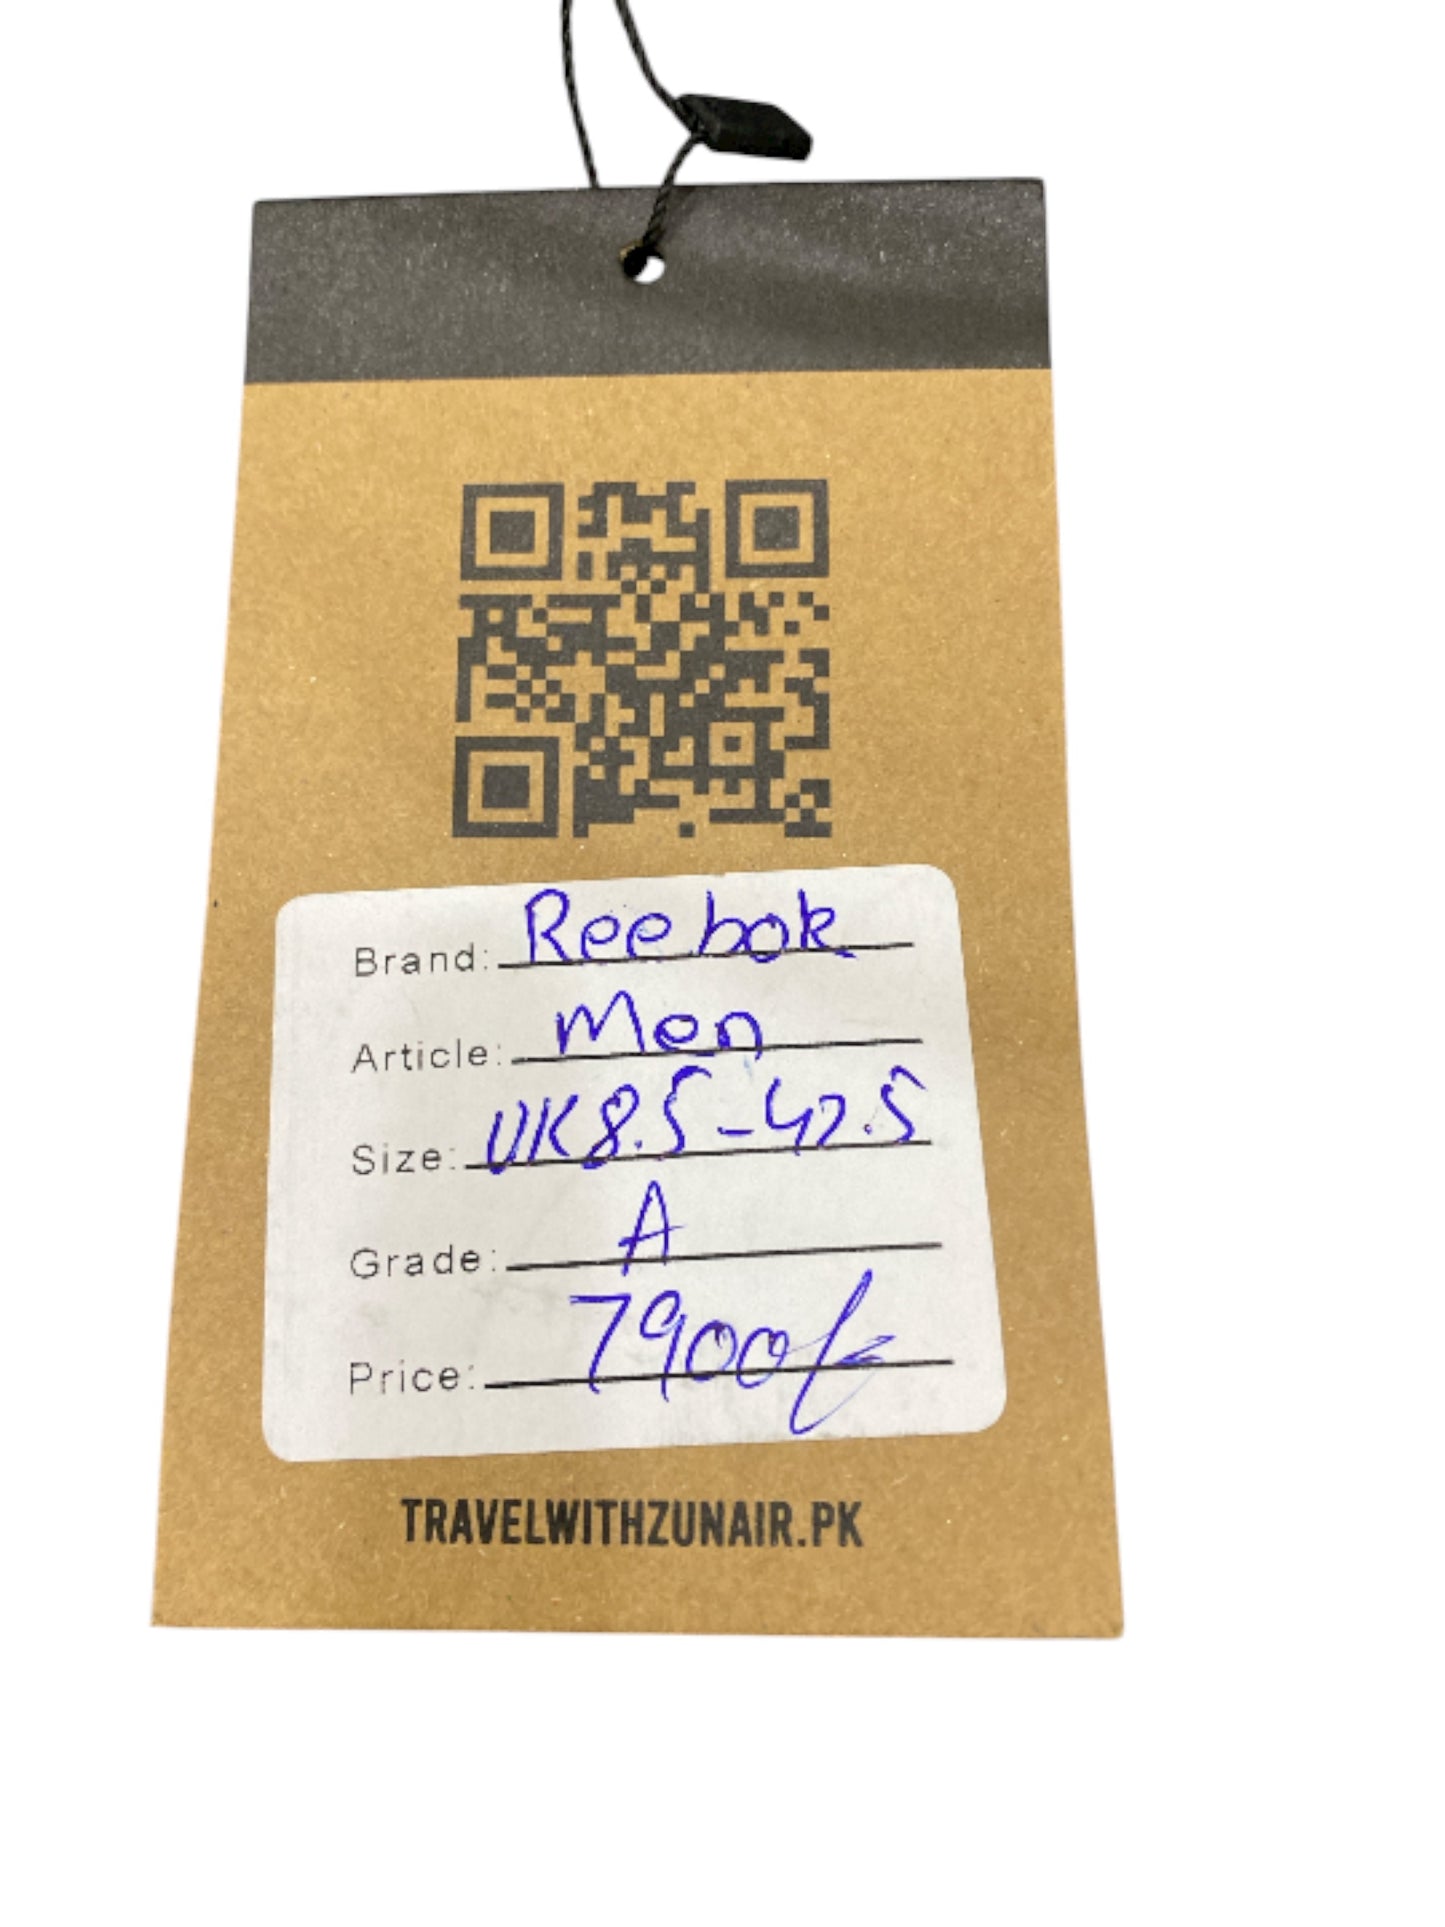 Brand: Reebok
Article: Men
Size: UK8.5-42.5
Grade: A
Price: 7900/-
TRAVELWITHZUNAIR.PK